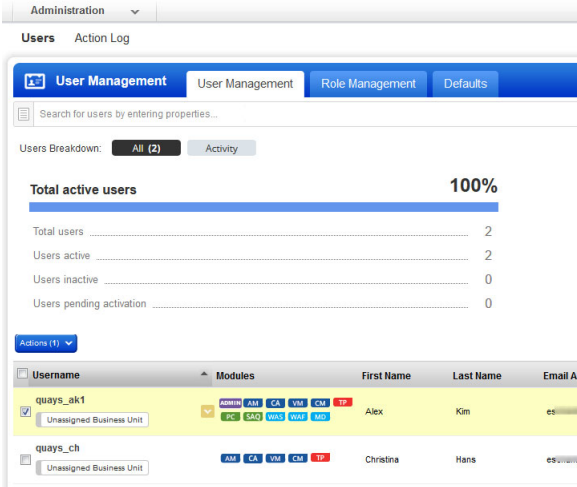 Administration
Users Action Log
User Management User Management Role Management Defaults
Search for users by entering properties...
Users Breakdown: All (2) Activity
Total active users 100%
Total users 2
Users active 2
Users inactive 0
Users pending activation 0
Actions (1)
Username Modules First Name Last Name Email A
quays_ak1 ADMIN AM CA VM CM TP
Unassigned Business Unit PC SAQ WAS WAF MD Alex Kim
quays_ch
Unassigned Business Unit AM CA VM CM TP Christina Hans